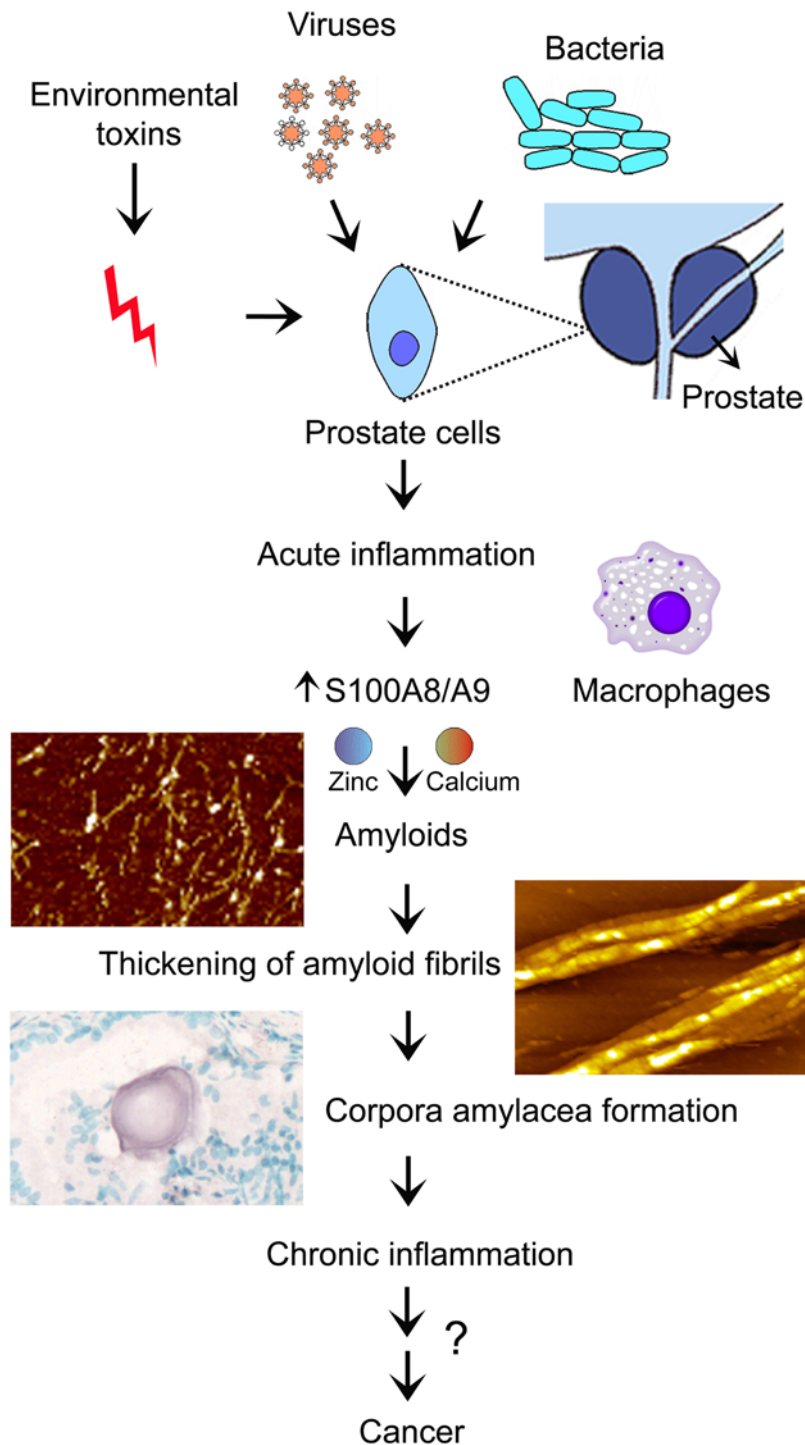 Viruses
Bacteria
Environmental
toxins
Prostate
Prostate cells
Acute inflammation
↑S100A8/A9
Macrophages
Zinc
Calcium
Amyloids
Thickening of amyloid fibrils
Corpora amylacea formation
Chronic inflammation
?
Cancer